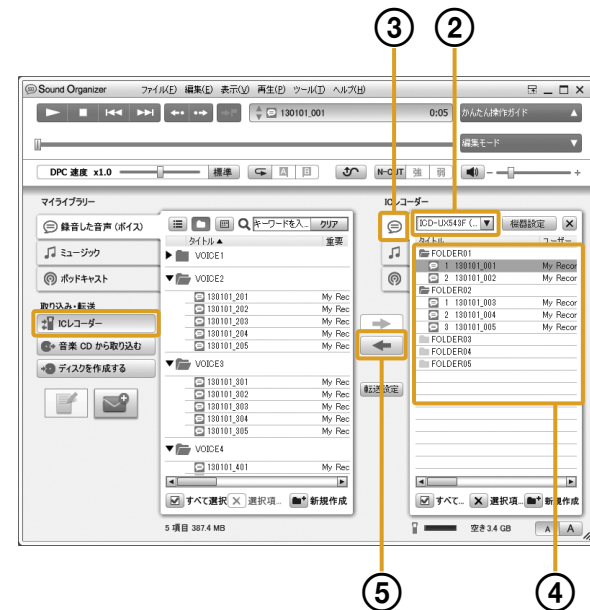 ③ ②
Sound Organizer ファイル(F) 編集(E) 表示(V) 再生(P) ツール(T) ヘルプ(H)
130101_001 0:05 かんたん操作ガイド
編集モード
DPC 速度 x1.0 標準 A B N-CUT 強 弱
マイライブラリー
録音した音声 (ボイス)
ミュージック
ポッドキャスト
取り込み・転送
ICレコーダー
音楽 CD から取り込む
ディスクを作成する
キーワードを入... クリア
タイトル 重要
VOICE1
VOICE2
130101_201 My Rec
130101_202 My Rec
130101_203 My Rec
130101_204 My Rec
130101_205 My Rec
VOICE3
130101_301 My Rec
130101_302 My Rec
130101_303 My Rec
130101_304 My Rec
130101_305 My Rec
VOICE4
130101_401 My Rec
すべて選択 選択項... 新規作成
5 項目 387.4 MB
転送設定
ICレコーダー
ICD-UX543F (... 機器設定
タイトル ユーザー
FOLDER01
1 130101_001 My Recor
2 130101_002 My Recor
FOLDER02
1 130101_003 My Recor
2 130101_004 My Recor
3 130101_005 My Recor
FOLDER03
FOLDER04
FOLDER05
すべて... 選択項... 新規作成
空き 3.4 GB A A
⑤ ④